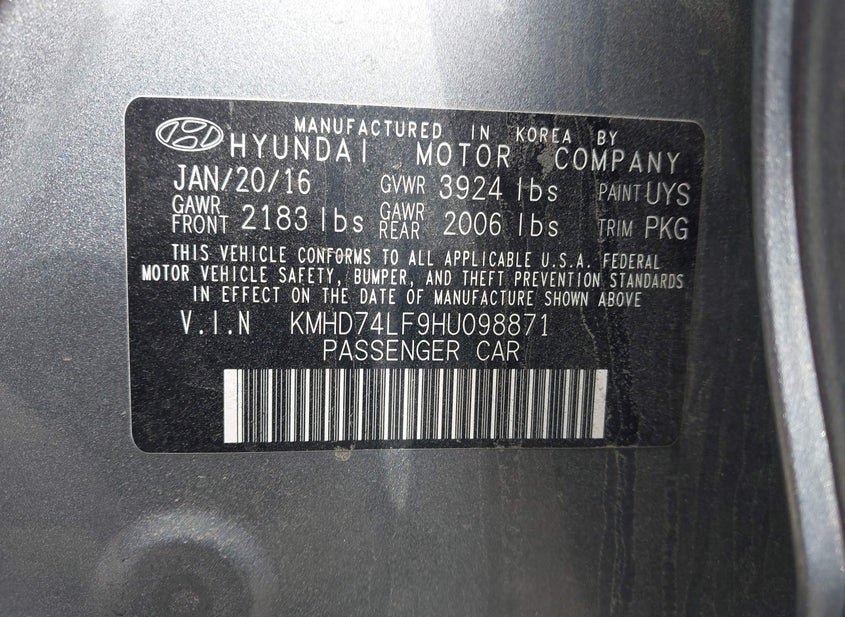 MANUFACTURED IN KOREA BY
HYUNDAI MOTOR COMPANY
JAN/20/16 GVWR 3924 lbs PAINT UYS
GAWR FRONT 2183 lbs GAWR REAR 2006 lbs TRIM PKG
THIS VEHICLE CONFORMS TO ALL APPLICABLE U.S.A. FEDERAL
MOTOR VEHICLE SAFETY, BUMPER, AND THEFT PREVENTION STANDARDS
IN EFFECT ON THE DATE OF MANUFACTURE SHOWN ABOVE
V.I.N KMHD74LF9HU098871
PASSENGER CAR